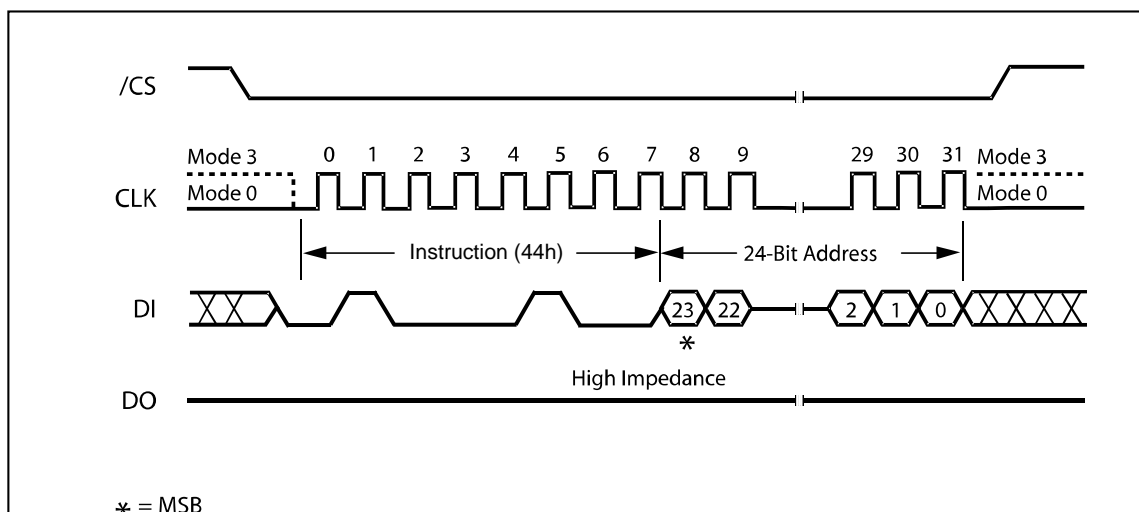 /CS
Mode 3
0 1 2 3 4 5 6 7 8 9 29 30 31
Mode 3
CLK
Mode 0
Mode 0
Instruction (44h)
24-Bit Address
DI
23 22 2 1 0
*
High Impedance
DO
* = MSB